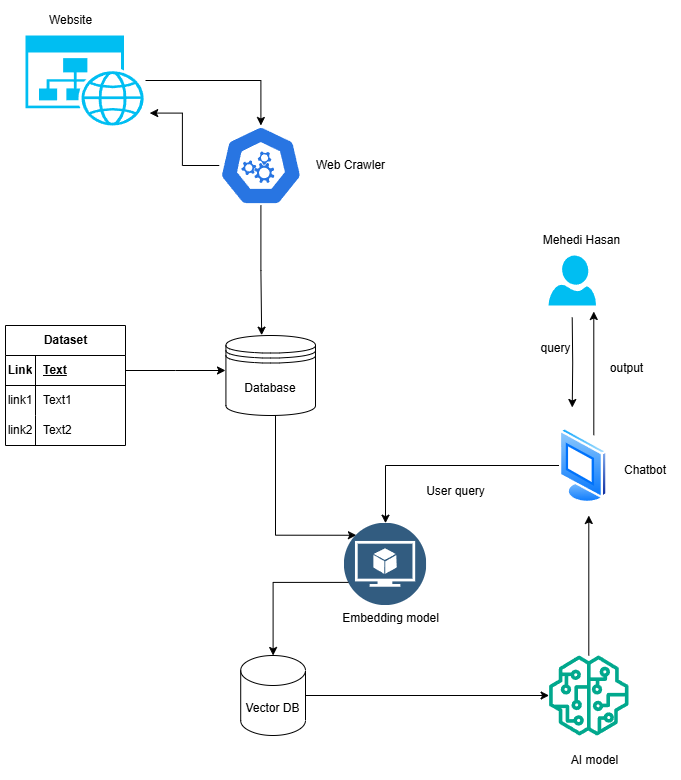 Website
Web Crawler
Mehedi Hasan
query
output
Dataset
Link Text
link1 Text1
link2 Text2
Database
Chatbot
User query
Embedding model
Vector DB
AI model